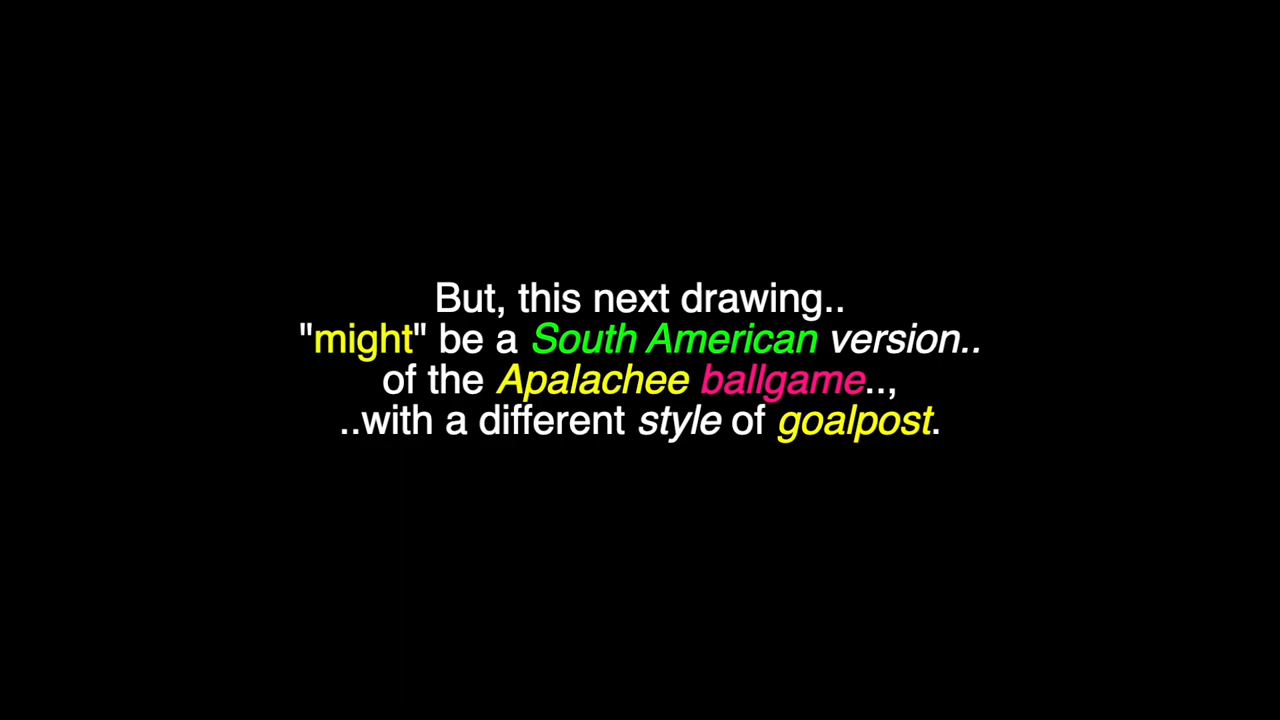 But, this next drawing..
"might" be a South American version..
of the Apalachee ballgame..,
..with a different style of goalpost.